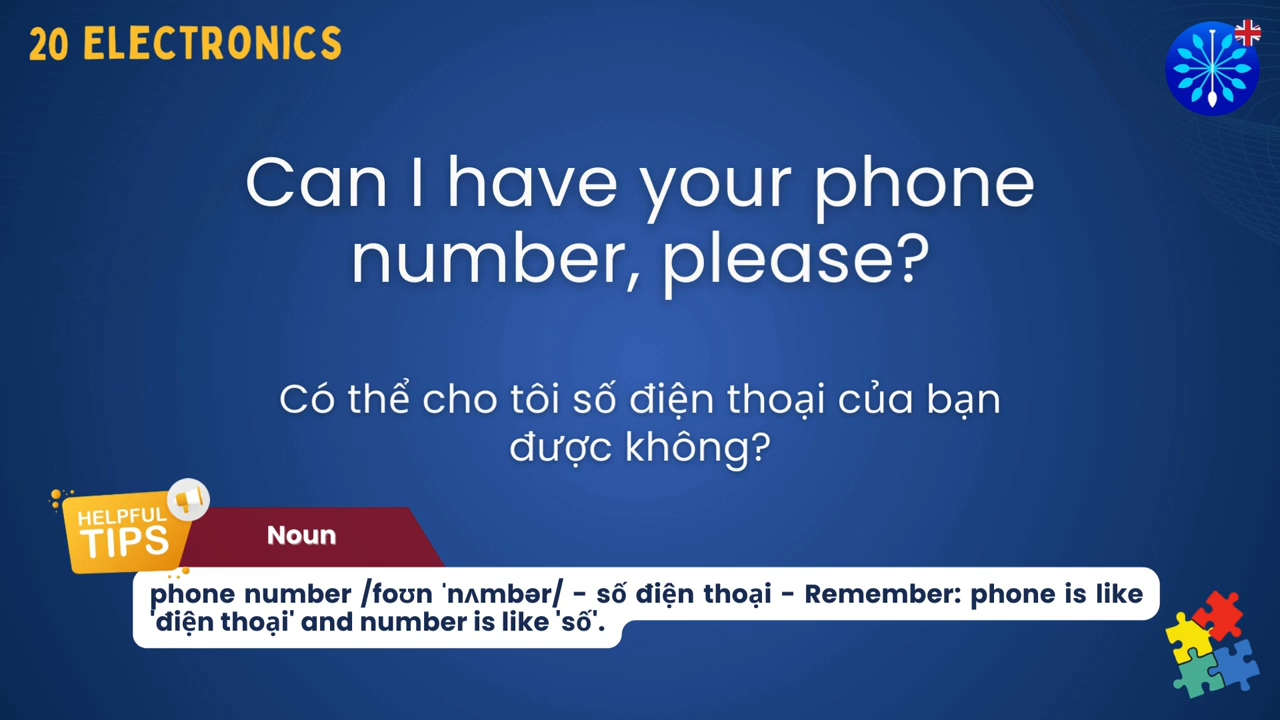 20 ELECTRONICS
Can I have your phone
number, please?
Có thể cho tôi số điện thoại của bạn
được không?
HELPFUL
TIPS
Noun
phone number /foʊn ˈnʌmbər/ - số điện thoại - Remember: phone is like
'điện thoại' and number is like 'số'.